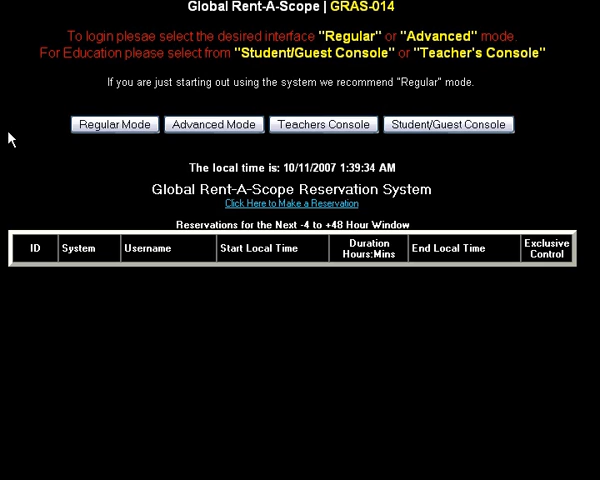 Global Rent-A-Scope | GRAS-014
To login plesae select the desired interface "Regular" or "Advanced" mode.
For Education please select from "Student/Guest Console" or "Teacher's Console"
If you are just starting out using the system we recommend "Regular" mode.
Regular Mode Advanced Mode Teachers Console Student/Guest Console
The local time is: 10/11/2007 1:39:34 AM
Global Rent-A-Scope Reservation System
Click Here to Make a Reservation
Reservations for the Next -4 to +48 Hour Window
ID System Username Start Local Time Duration Hours:Mins End Local Time Exclusive Control